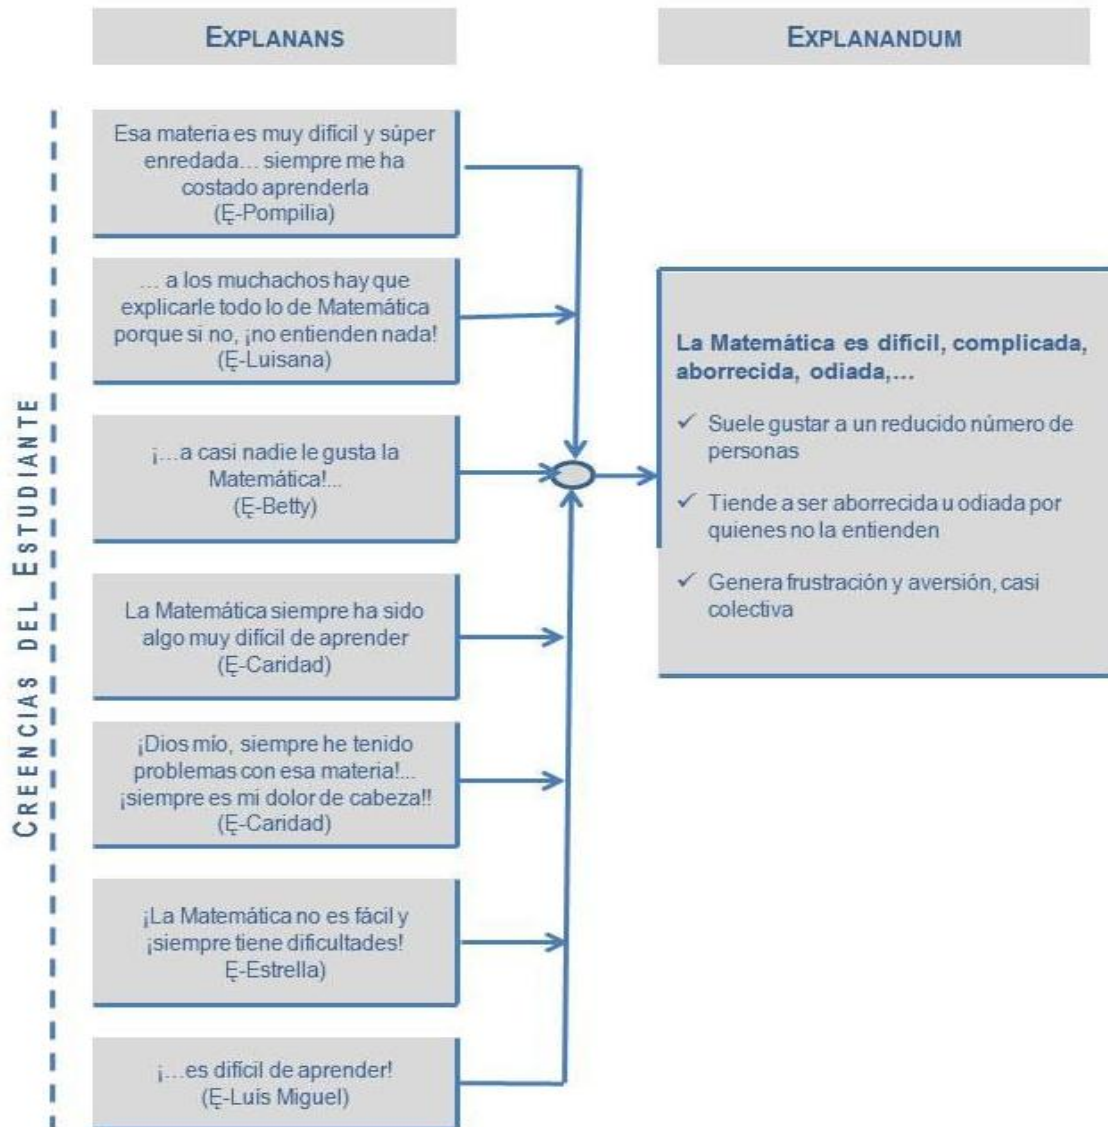 EXPLANANS
EXPLANANDUM
CREENCIAS DEL ESTUDIANTE
Esa materia es muy difícil y súper
enredada… siempre me ha
costado aprenderla
(Ę-Pompilia)
… a los muchachos hay que
explicarle todo lo de Matemática
porque si no, ¡no entienden nada!
(Ę-Luisana)
¡…a casi nadie le gusta la
Matemática!...
(Ę-Betty)
La Matemática siempre ha sido
algo muy difícil de aprender
(Ę-Caridad)
¡Dios mío, siempre he tenido
problemas con esa materia!...
¡siempre es mi dolor de cabeza!!
(Ę-Caridad)
¡La Matemática no es fácil y
¡siempre tiene dificultades!
Ę-Estrella)
¡…es difícil de aprender!
(Ę-Luís Miguel)
La Matemática es difícil, complicada,
aborrecida, odiada,…
✓ Suele gustar a un reducido número de
personas
✓ Tiende a ser aborrecida u odiada por
quienes no la entienden
✓ Genera frustración y aversión, casi
colectiva